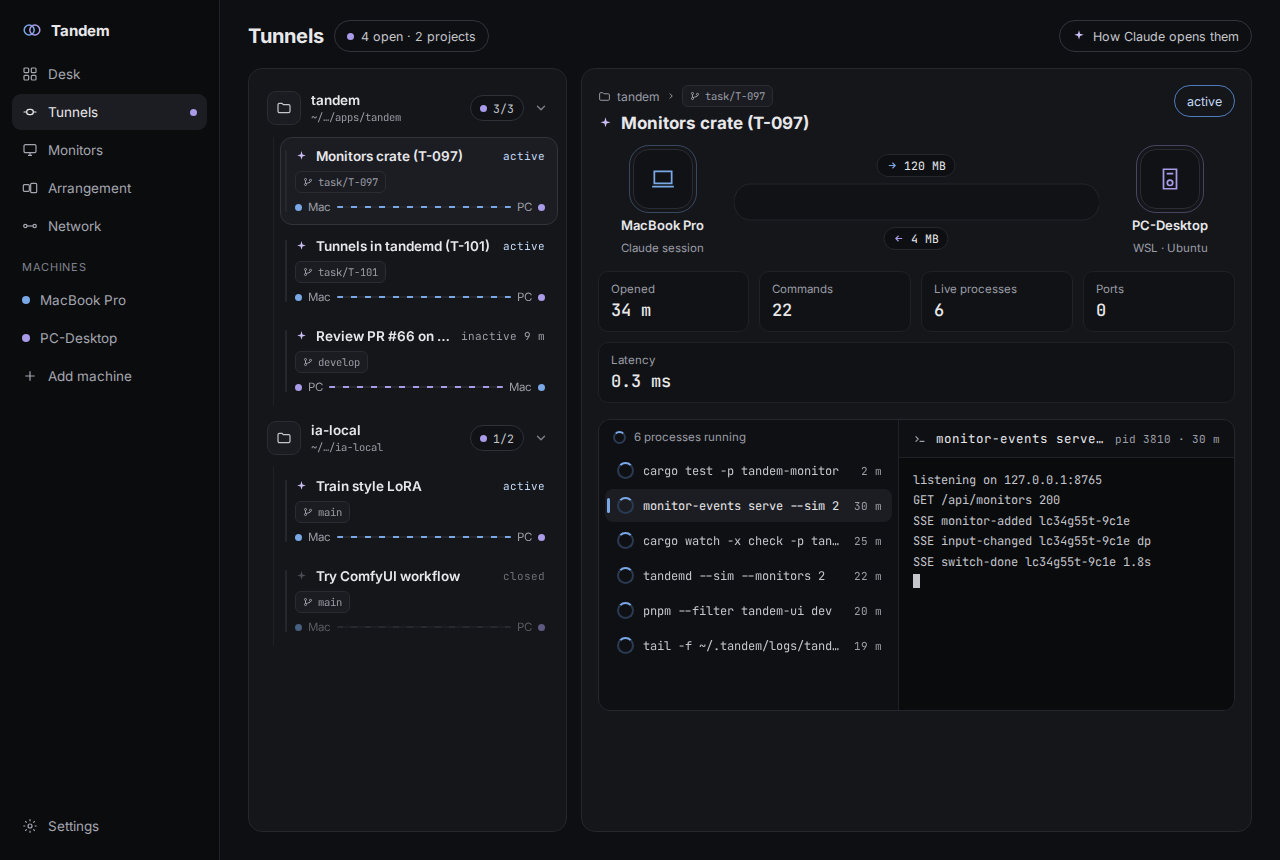 Tandem
Desk
Tunnels
Monitors
Arrangement
Network
MACHINES
MacBook Pro
PC-Desktop
Add machine
Settings
Tunnels
4 open · 2 projects
How Claude opens them
tandem
~/…/apps/tandem
3/3
Monitors crate (T-097)
active
task/T-097
Mac
PC
Tunnels in tandemd (T-101)
active
task/T-101
Mac
PC
Review PR #66 on …
inactive 9 m
develop
PC
Mac
ia-local
~/…/ia-local
1/2
Train style LoRA
active
main
Mac
PC
Try ComfyUI workflow
closed
main
Mac
PC
tandem
task/T-097
Monitors crate (T-097)
active
→ 120 MB
← 4 MB
MacBook Pro
Claude session
PC-Desktop
WSL · Ubuntu
Opened
34 m
Commands
22
Live processes
6
Ports
0
Latency
0.3 ms
6 processes running
cargo test -p tandem-monitor 2 m
monitor-events serve --sim 2 30 m
cargo watch -x check -p tan… 25 m
tandemd --sim --monitors 2 22 m
pnpm --filter tandem-ui dev 20 m
tail -f ~/.tandem/logs/tand… 19 m
monitor-events serve… pid 3810 · 30 m
listening on 127.0.0.1:8765
GET /api/monitors 200
SSE monitor-added lc34g55t-9c1e
SSE input-changed lc34g55t-9c1e dp
SSE switch-done lc34g55t-9c1e 1.8s